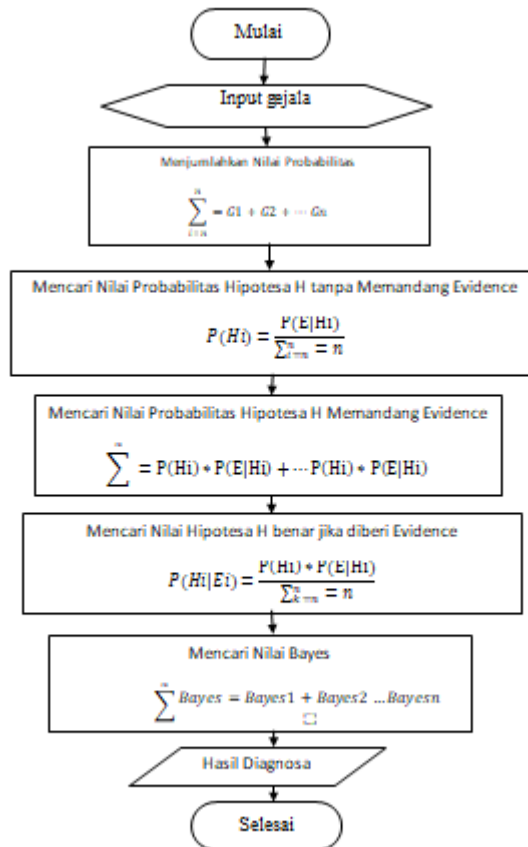 Mulai
Input gejala
Menjumlahkan Nilai Probabilitas
n
∑ = G1 + G2 + ⋯ Gn
i=n
Mencari Nilai Probabilitas Hipotesa H tanpa Memandang Evidence
P(Hi) = P(E|Hi) / ∑ⁿᵢ₌ₙ = n
Mencari Nilai Probabilitas Hipotesa H Memandang Evidence
∑ = P(Hi) * P(E|Hi) + ⋯ P(Hi) * P(E|Hi)
Mencari Nilai Hipotesa H benar jika diberi Evidence
P(Hi|Ei) = P(Hi) * P(E|Hi) / ∑ⁿₖ₌ₙ = n
Mencari Nilai Bayes
∑ Bayes = Bayes1 + Bayes2 ... Bayesn
Hasil Diagnosa
Selesai